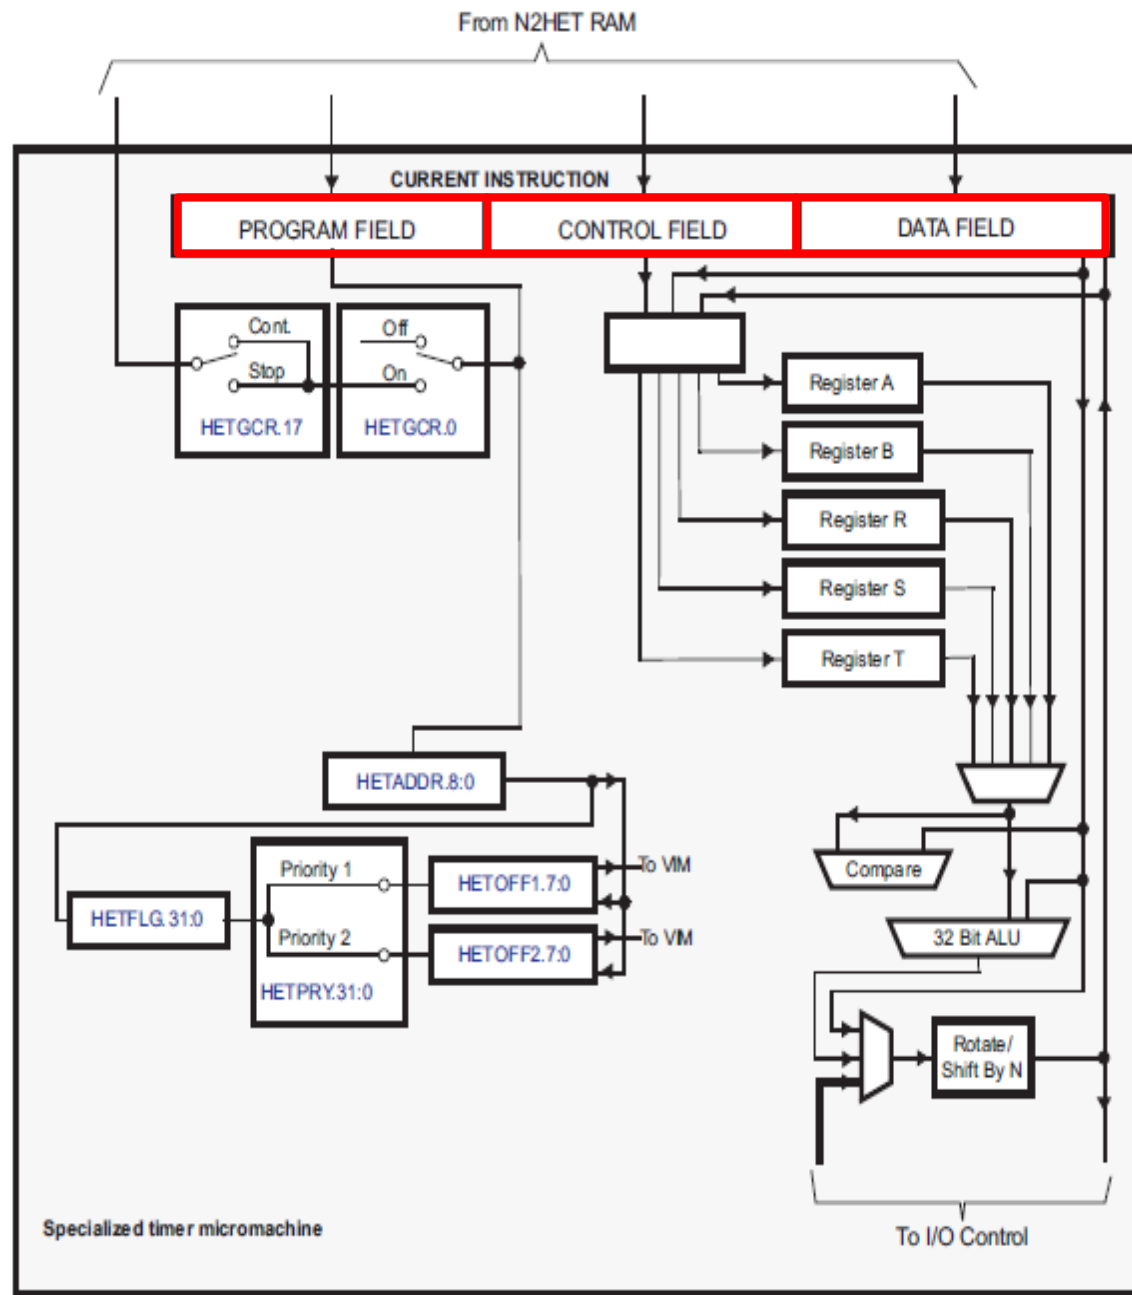 From N2HET RAM
CURRENT INSTRUCTION
PROGRAM FIELD
CONTROL FIELD
DATA FIELD
Cont.
Stop
HETGCR.17
Off
On
HETGCR.0
Register A
Register B
Register R
Register S
Register T
HETADDR.8:0
Compare
32 Bit ALU
HETFLG.31:0
Priority 1
Priority 2
HETPRY.31:0
HETOFF1.7:0
To VIM
HETOFF2.7:0
To VIM
Rotate/
Shift By N
Specialized timer micromachine
To I/O Control